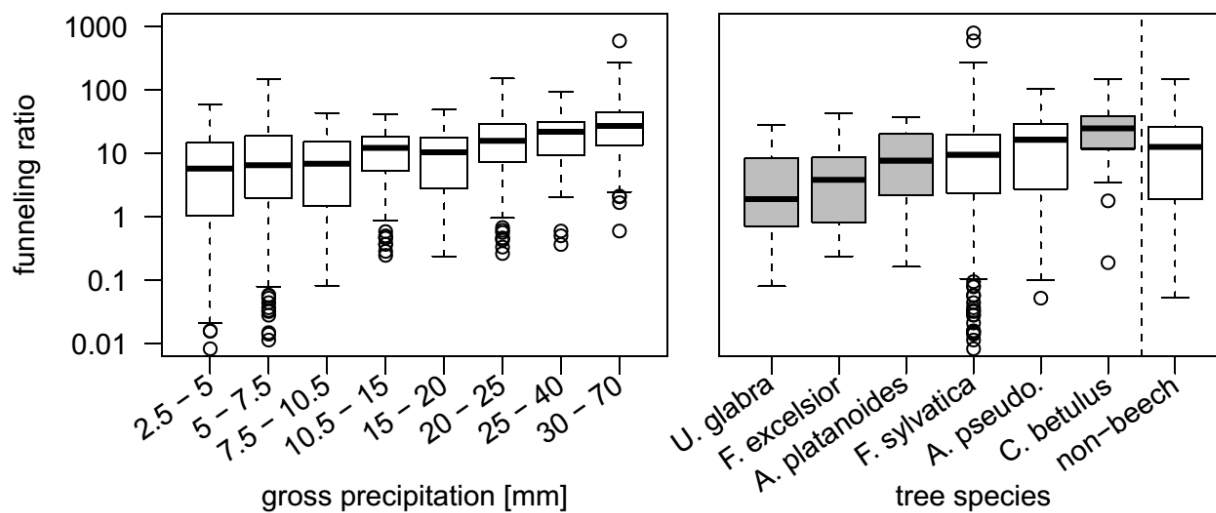 funneling ratio
1000
100
10
1
0.1
0.01
2.5 – 5
5 – 7.5
7.5 – 10.5
10.5 – 15
15 – 20
20 – 25
25 – 40
30 – 70
gross precipitation [mm]
U. glabra
F. excelsior
A. platanoides
F. sylvatica
A. pseudo.
C. betulus
non−beech
tree species